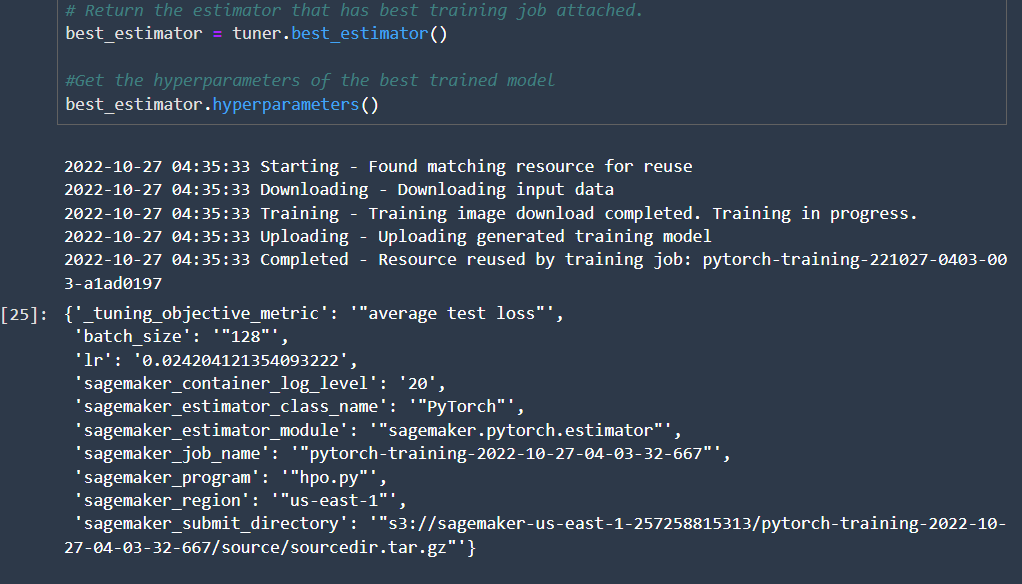 # Return the estimator that has best training job attached.
best_estimator = tuner.best_estimator()
#Get the hyperparameters of the best trained model
best_estimator.hyperparameters()
2022-10-27 04:35:33 Starting - Found matching resource for reuse
2022-10-27 04:35:33 Downloading - Downloading input data
2022-10-27 04:35:33 Training - Training image download completed. Training in progress.
2022-10-27 04:35:33 Uploading - Uploading generated training model
2022-10-27 04:35:33 Completed - Resource reused by training job: pytorch-training-221027-0403-00
3-a1ad0197
[25]: {'_tuning_objective_metric': '"average test loss"',
'batch_size': '"128"',
'lr': '0.024204121354093222',
'sagemaker_container_log_level': '20',
'sagemaker_estimator_class_name': '"PyTorch"',
'sagemaker_estimator_module': '"sagemaker.pytorch.estimator"',
'sagemaker_job_name': '"pytorch-training-2022-10-27-04-03-32-667"',
'sagemaker_program': '"hpo.py"',
'sagemaker_region': '"us-east-1"',
'sagemaker_submit_directory': '"s3://sagemaker-us-east-1-257258815313/pytorch-training-2022-10-
27-04-03-32-667/source/sourcedir.tar.gz"'}